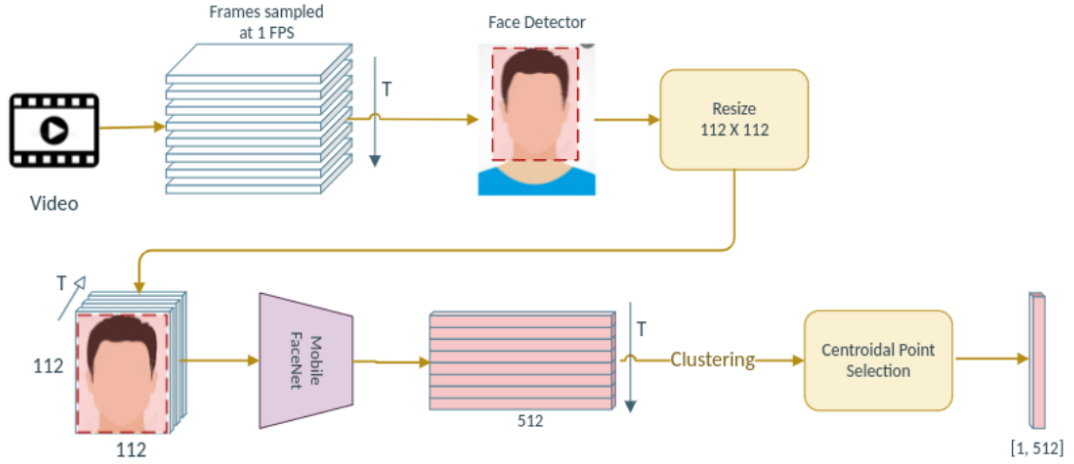 Frames sampled
at 1 FPS
Face Detector
T
Resize
112 X 112
Video
T
112
112
Mobile
FaceNet
T
512
Clustering
Centroidal Point
Selection
[1, 512]